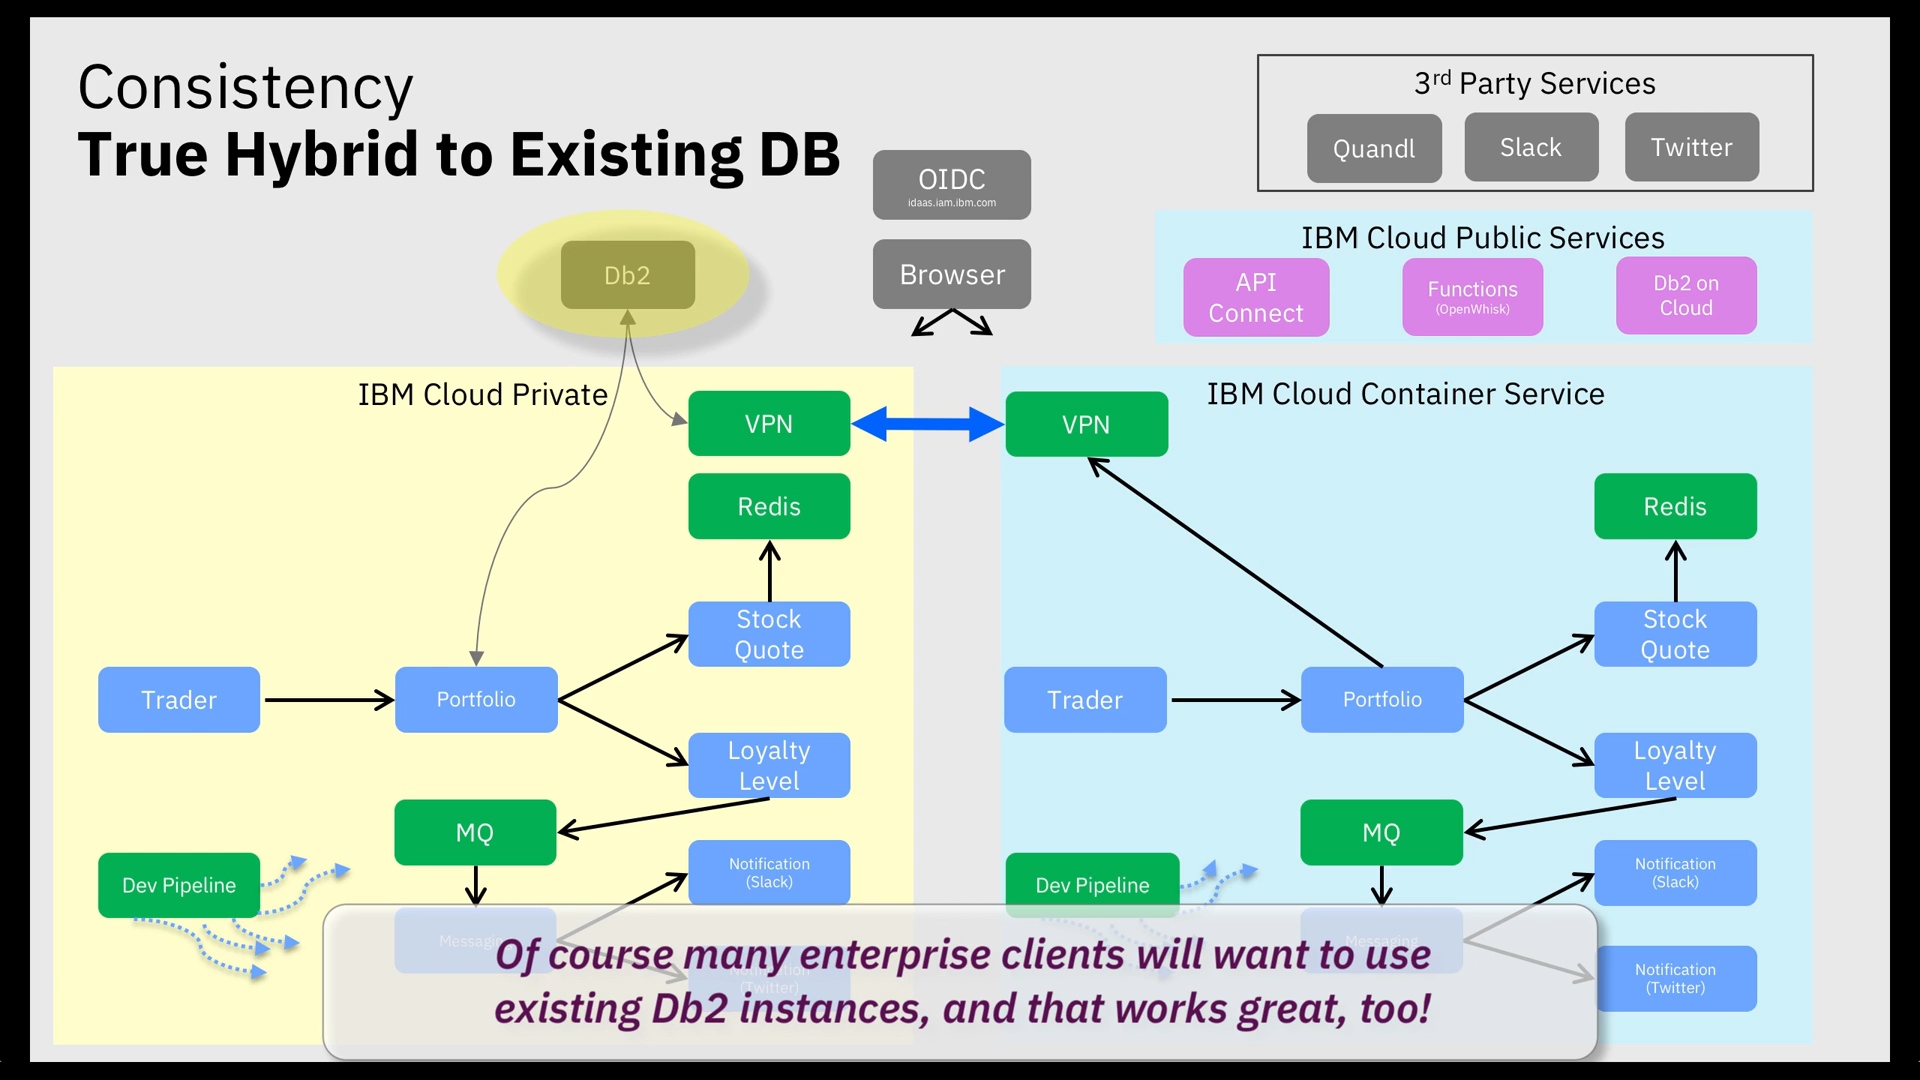 Consistency
True Hybrid to Existing DB
3rd Party Services
Quandl
Slack
Twitter
OIDC
idaas.iam.ibm.com
Browser
Db2
IBM Cloud Public Services
API
Connect
Functions
(OpenWhisk)
Db2 on
Cloud
IBM Cloud Private
VPN
Redis
Stock
Quote
Trader
Portfolio
Loyalty
Level
MQ
Dev Pipeline
Notification
(Slack)
Messaging
Notification
(Twitter)
IBM Cloud Container Service
VPN
Redis
Stock
Quote
Trader
Portfolio
Loyalty
Level
MQ
Dev Pipeline
Notification
(Slack)
Messaging
Notification
(Twitter)
Of course many enterprise clients will want to use
existing Db2 instances, and that works great, too!